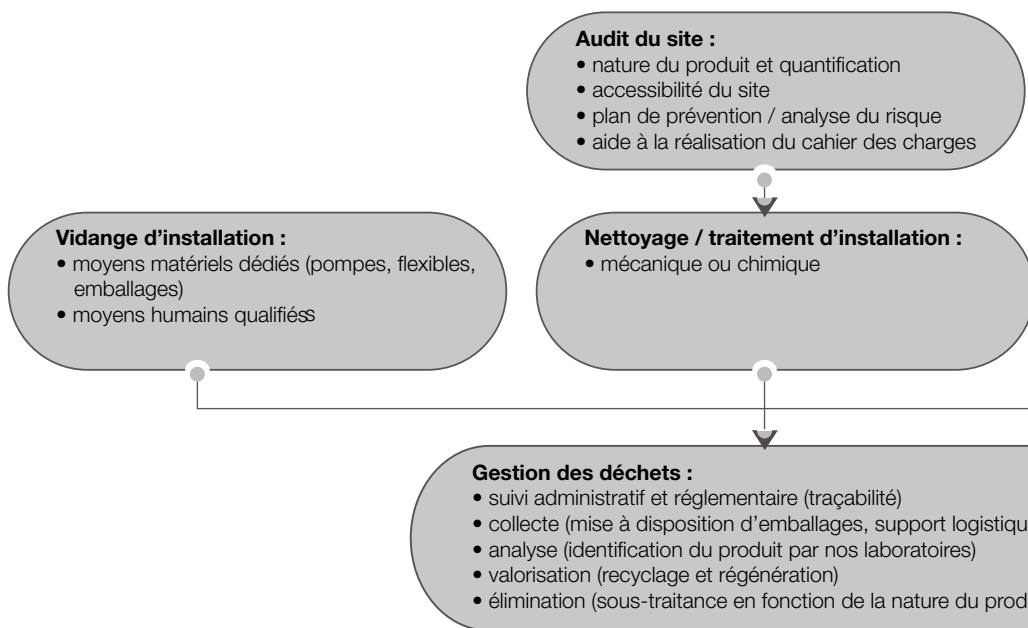 Audit du site :
• nature du produit et quantification
• accessibilité du site
• plan de prévention / analyse du risque
• aide à la réalisation du cahier des charges
Vidange d’installation :
• moyens matériels dédiés (pompes, flexibles,
emballages)
• moyens humains qualifiéss
Nettoyage / traitement d’installation :
• mécanique ou chimique
Gestion des déchets :
• suivi administratif et réglementaire (traçabilité)
• collecte (mise à disposition d’emballages, support logistiqu
• analyse (identification du produit par nos laboratoires)
• valorisation (recyclage et régénération)
• élimination (sous-traitance en fonction de la nature du prod